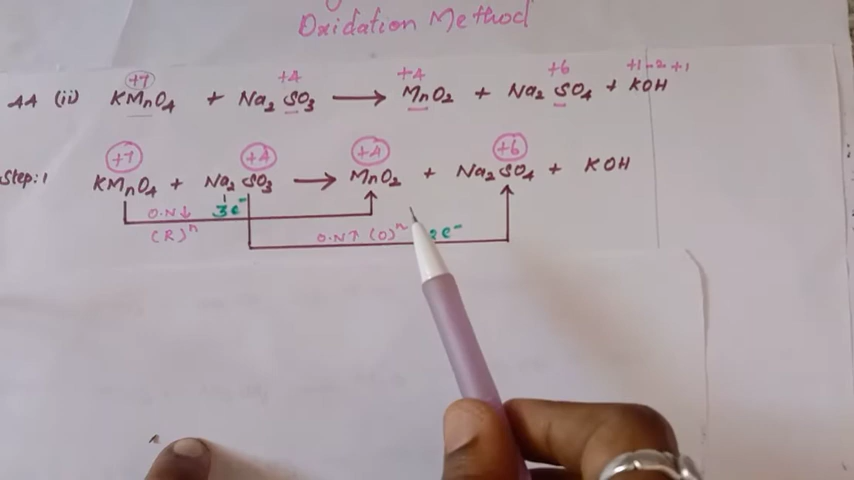 Oxidation Method
+7 +4 +4 +6 +1 -2 +1
AA (ii) KMnO₄ + Na₂SO₃ ⟶ MnO₂ + Na₂SO₄ + KOH
+7 +4 +4 +6
Step:1 KMnO₄ + Na₂SO₃ ⟶ MnO₂ + Na₂SO₄ + KOH
O.N↓ 3e⁻
(R)ⁿ O.N↑ (O)ⁿ 2e⁻